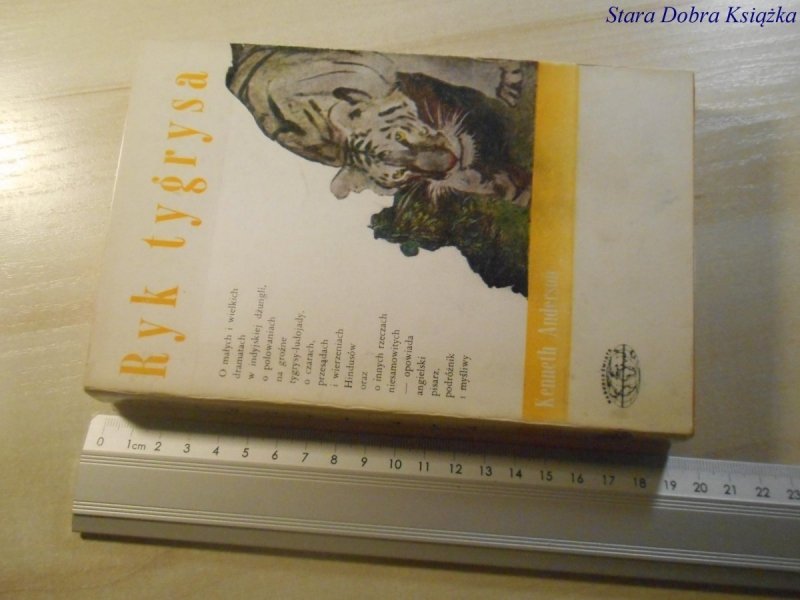 Stara Dobra Książka
Ryk tygrysa
O małych i wielkich
dramatach
w indyjskiej dżungli,
o polowaniach
na groźne
tygrysy-ludojady,
o czarach,
przesądach
i wierzeniach
Hindusów
oraz
o innych rzeczach
niesamowitych
— opowiada
angielski
pisarz,
podróżnik
i myśliwy
Kenneth Anderson
0 1cm 2 3 4 5 6 7 8 9 10 11 12 13 14 15 16 17 18 19 20 21 22 23